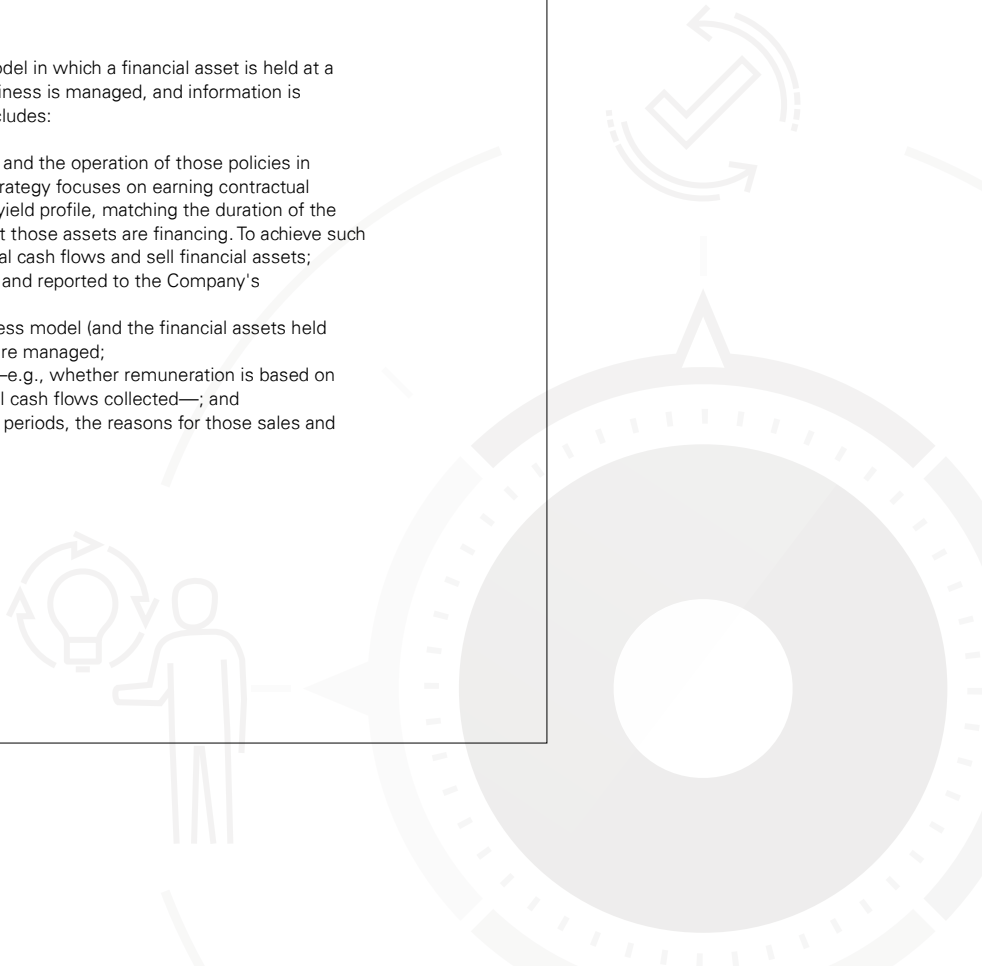 odel in which a financial asset is held at a
iness is managed, and information is
cludes:
and the operation of those policies in
rategy focuses on earning contractual
yield profile, matching the duration of the
t those assets are financing. To achieve such
al cash flows and sell financial assets;
and reported to the Company's
ess model (and the financial assets held
re managed;
–e.g., whether remuneration is based on
l cash flows collected—; and
periods, the reasons for those sales and